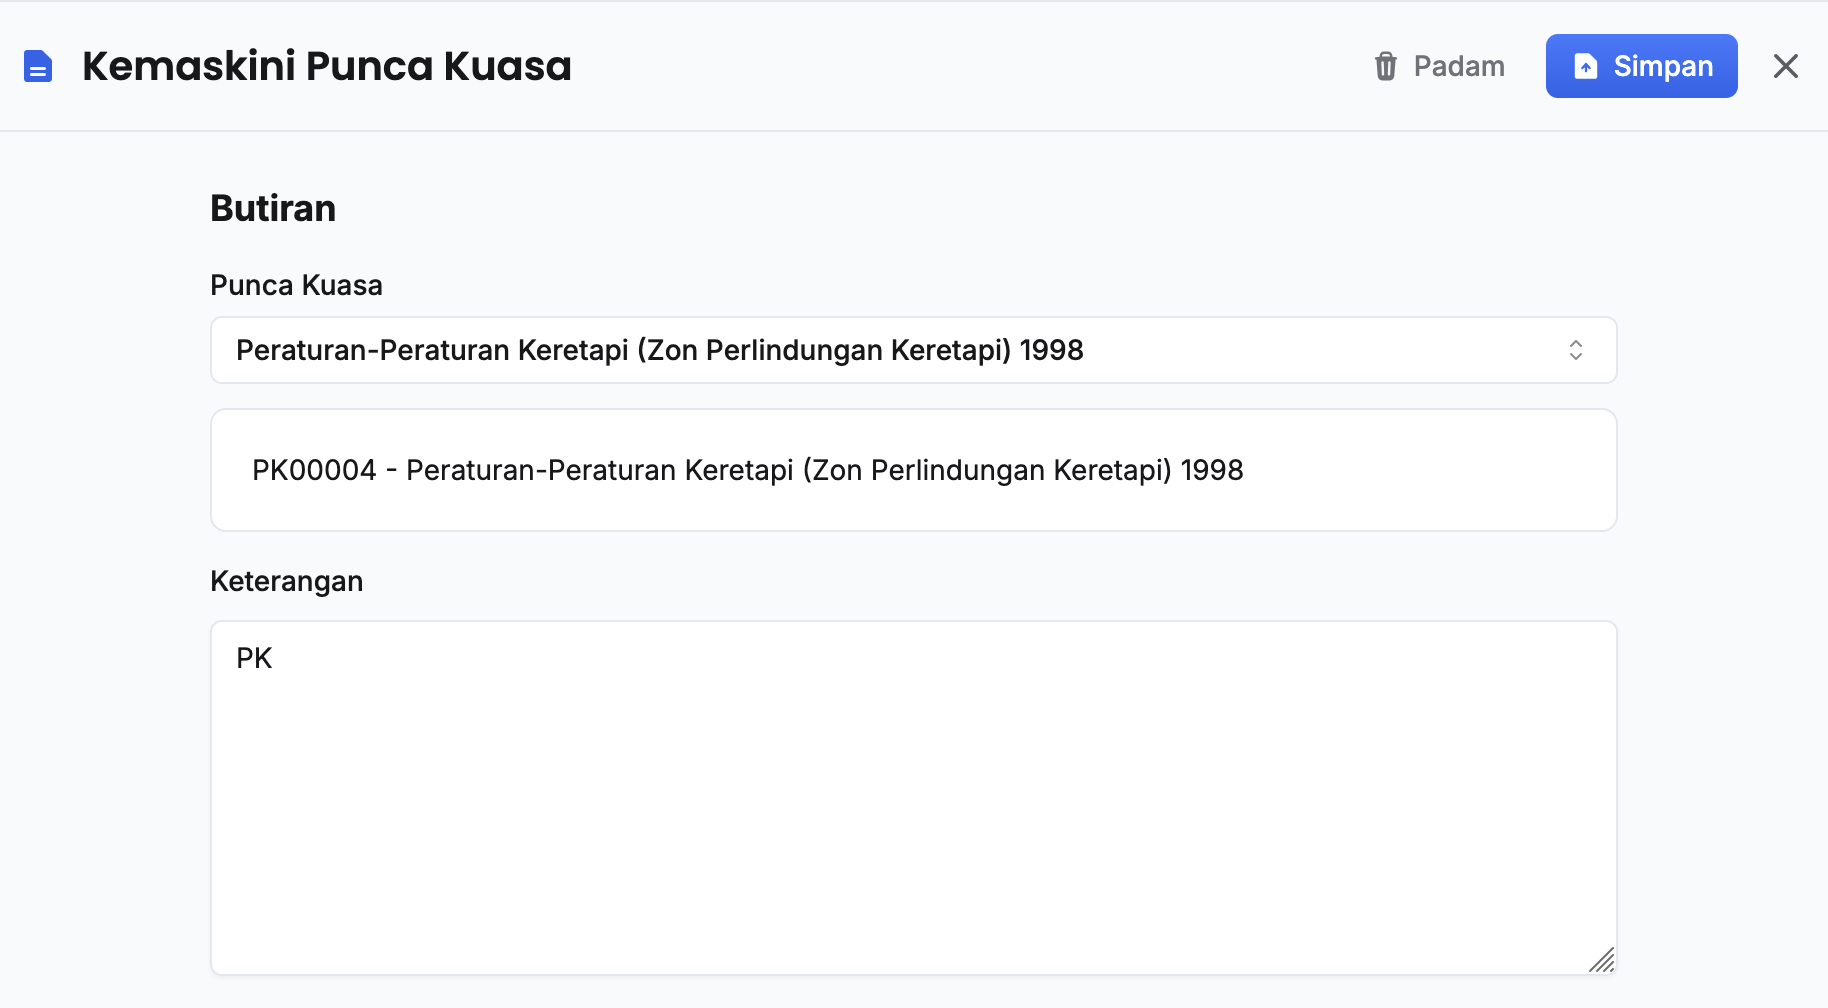 Kemaskini Punca Kuasa
Padam
Simpan
Butiran
Punca Kuasa
Peraturan-Peraturan Keretapi (Zon Perlindungan Keretapi) 1998
PK00004 - Peraturan-Peraturan Keretapi (Zon Perlindungan Keretapi) 1998
Keterangan
PK